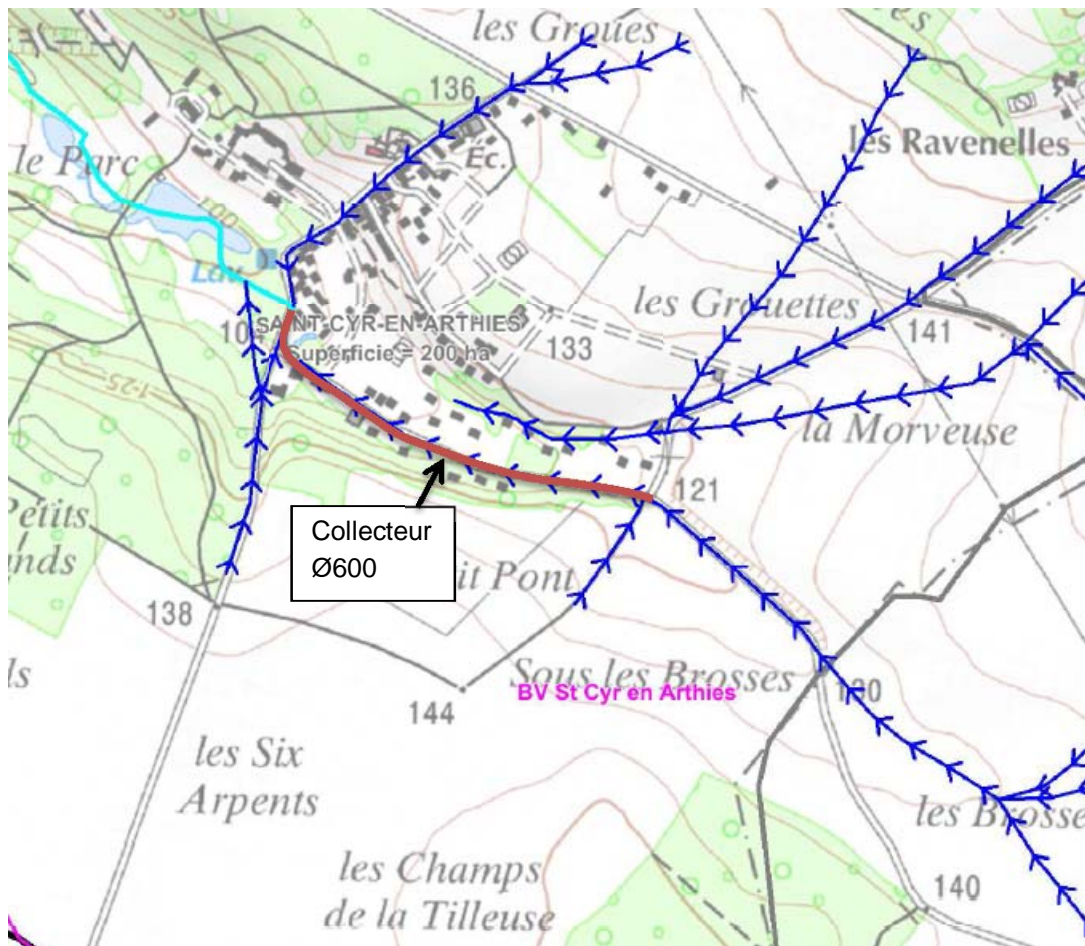 les Groues
136
Éc.
le Parc
les Ravenelles
Lav
les Grouettes
141
SAINT-CYR-EN-ARTHIES
Superficie = 200 ha
133
1-25
la Morveuse
121
Collecteur
Ø600
Petits
nds
it Pont
138
Sous les Brosses
BV St Cyr en Arthies
144
les Six
Arpents
les Brosse
140
les Champs
de la Tilleuse